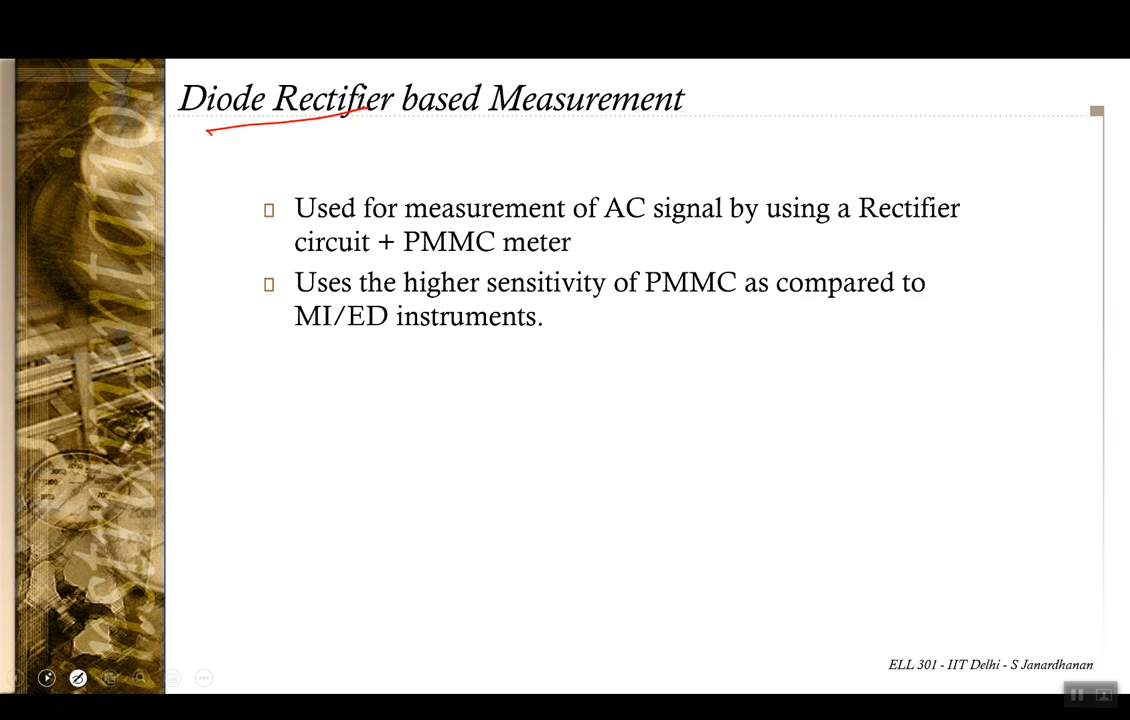 Diode Rectifier based Measurement
Used for measurement of AC signal by using a Rectifier
circuit + PMMC meter
Uses the higher sensitivity of PMMC as compared to
MI/ED instruments.
ELL 301 - IIT Delhi - S Janardhanan